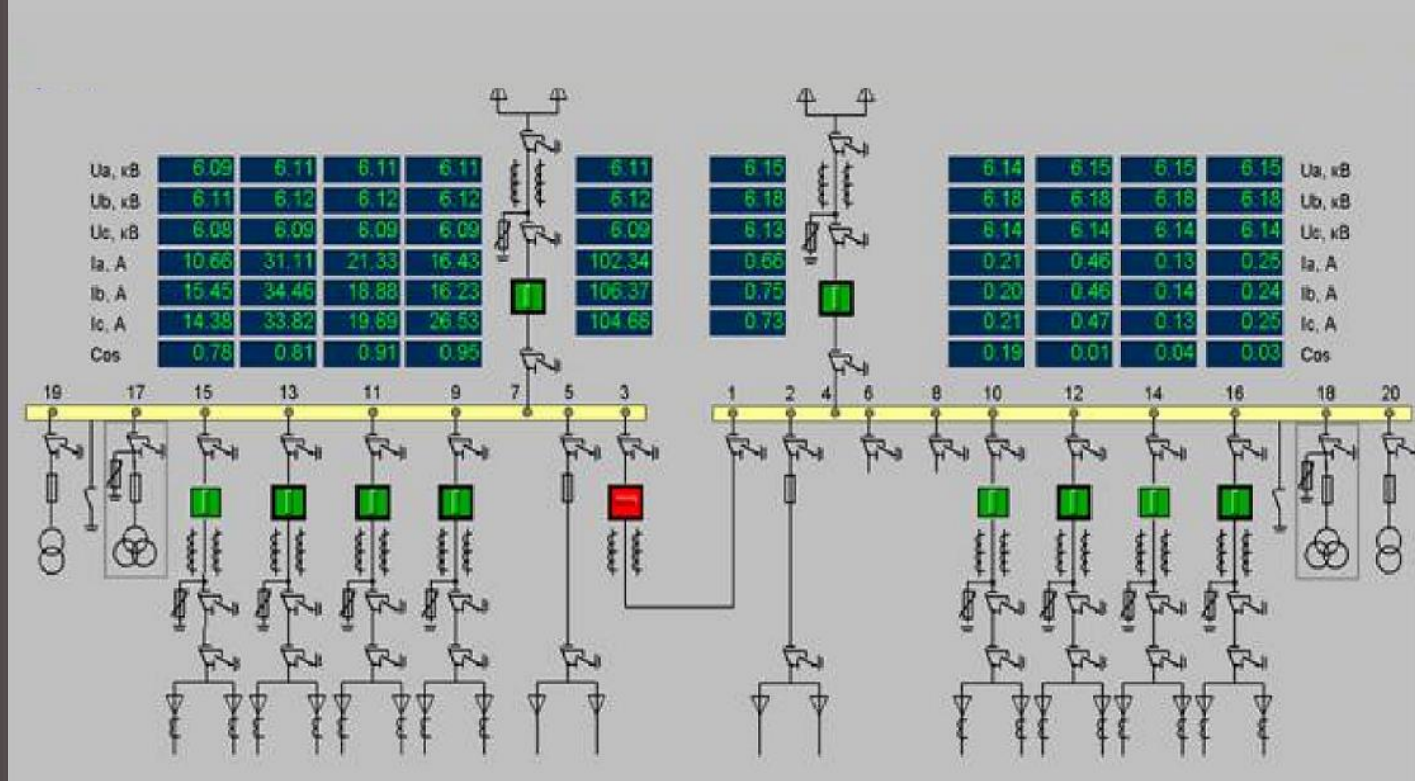 Ua, кВ 6.09 6.11 6.11 6.11 6.11 6.15 6.14 6.15 6.15 6.15 Ua, кВ
Ub, кВ 6.11 6.12 6.12 6.12 6.12 6.18 6.18 6.18 6.18 6.18 Ub, кВ
Uc, кВ 6.08 6.09 6.09 6.09 6.09 6.13 6.14 6.14 6.14 6.14 Uc, кВ
Ia, A 10.66 31.11 21.33 16.43 102.34 0.66 0.21 0.46 0.13 0.25 Ia, A
Ib, A 15.45 34.46 18.88 16.23 106.37 0.75 0.20 0.46 0.14 0.24 Ib, A
Ic, A 14.38 33.82 19.69 26.53 104.66 0.73 0.21 0.47 0.13 0.25 Ic, A
Cos 0.78 0.81 0.91 0.95 0.19 0.01 0.04 0.03 Cos
19 17 15 13 11 9 7 5 3 1 2 4 6 8 10 12 14 16 18 20